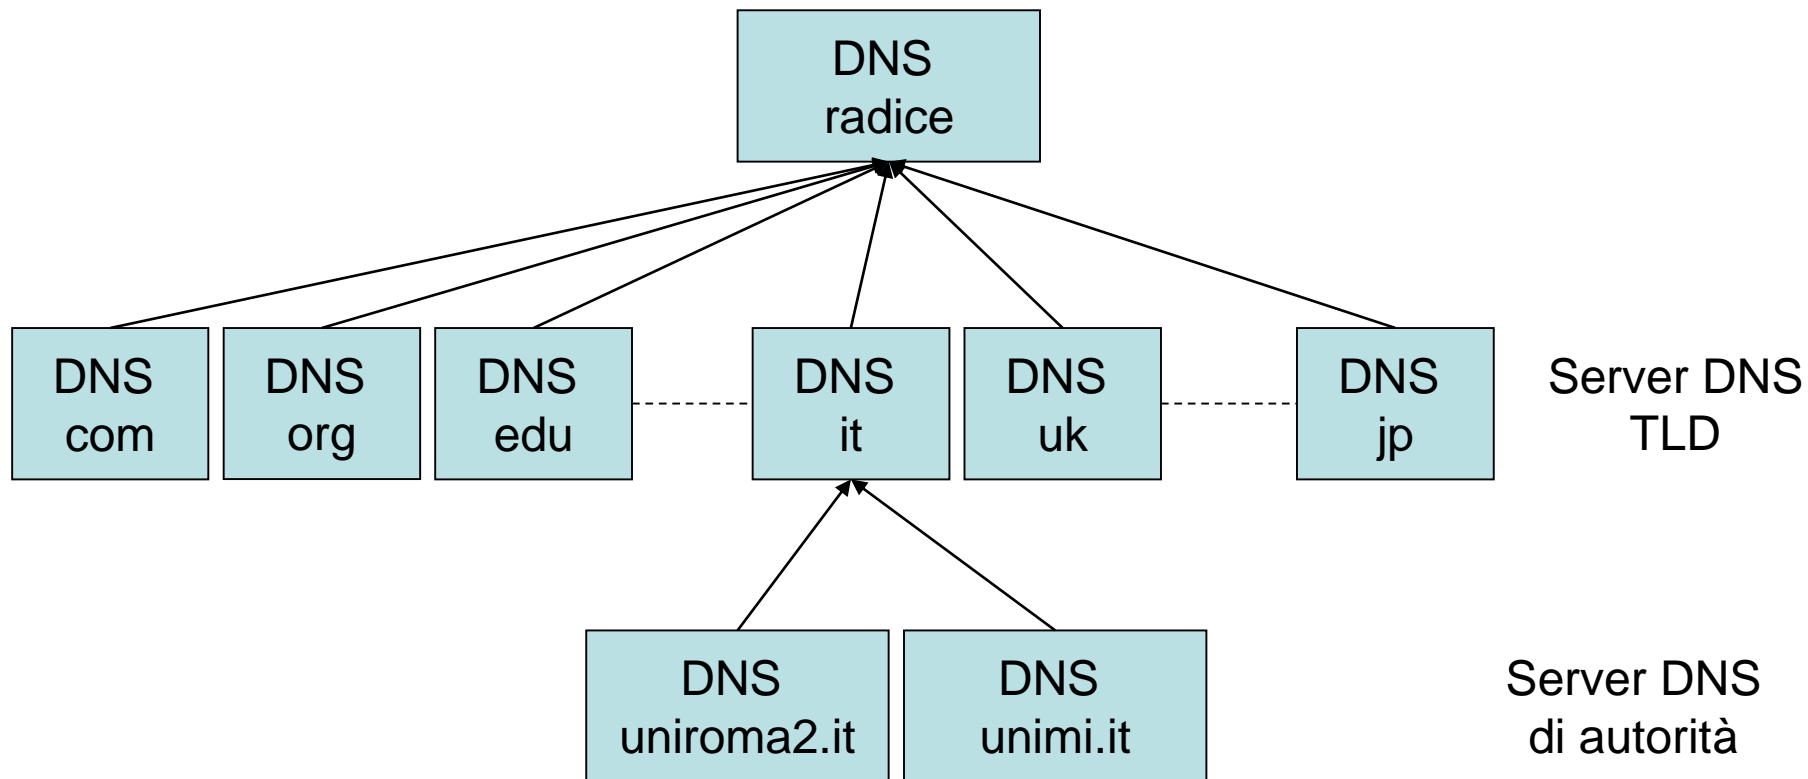 DNS
radice
DNS
com
DNS
org
DNS
edu
DNS
it
DNS
uk
DNS
jp
Server DNS
TLD
DNS
uniroma2.it
DNS
unimi.it
Server DNS
di autorità